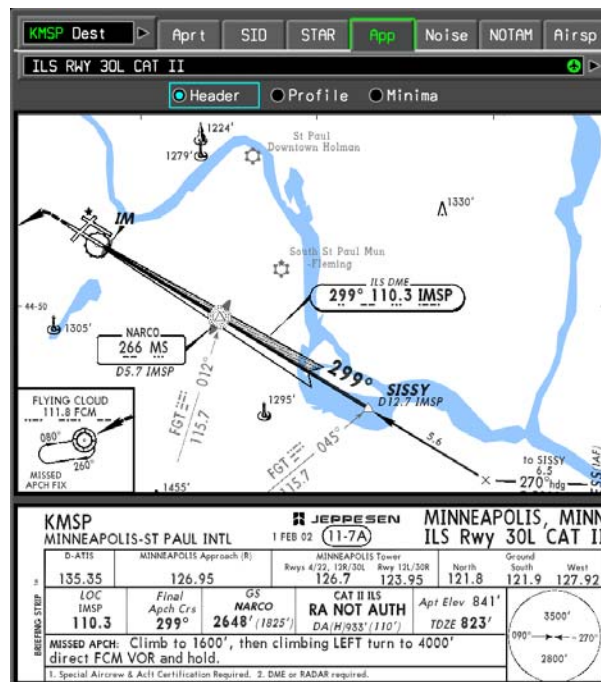 KMSP Dest
Aprt
SID
STAR
App
Noise
NOTAM
Airsp
ILS RWY 30L CAT II
Header
Profile
Minima
1224'
1279'
St Paul
Downtown Holman
1330'
IM
South St Paul Mun
-Fleming
ILS DME
299° 110.3 IMSP
44-50
1305'
NARCO
266 MS
D5.7 IMSP
299°
SISSY
D12.7 IMSP
012°
FGT
115.7
1295'
045°
FGT
115.7
FLYING CLOUD
111.8 FCM
080°
260°
MISSED
APCH FIX
1455'
5.6
to SISSY
6.5
270°hdg
(IAF)
KMSP
MINNEAPOLIS-ST PAUL INTL
JEPPESEN
1 FEB 02
11-7A
MINNEAPOLIS, MINN
ILS Rwy 30L CAT II
D-ATIS
135.35
MINNEAPOLIS Approach (R)
126.95
MINNEAPOLIS Tower
Rwys 4/22, 12R/30L
Rwy 12L/30R
126.7
123.95
Ground
North
South
West
121.8
121.9
127.92
BRIEFING STRIP
LOC
IMSP
110.3
Final
Apch Crs
299°
GS
NARCO
2648' (1825')
CAT II ILS
RA NOT AUTH
DA(H) 933' (110')
Apt Elev 841'
TDZE 823'
MISSED APCH: Climb to 1600', then climbing LEFT turn to 4000'
direct FCM VOR and hold.
1. Special Aircrew & Acft Certification Required. 2. DME or RADAR required.
3500'
090°
270°
2800'